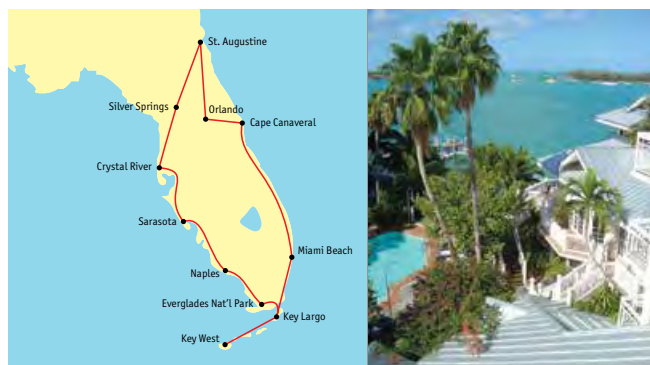 St. Augustine
Silver Springs
Orlando
Cape Canaveral
Crystal River
Sarasota
Miami Beach
Naples
Everglades Nat'l Park
Key Largo
Key West